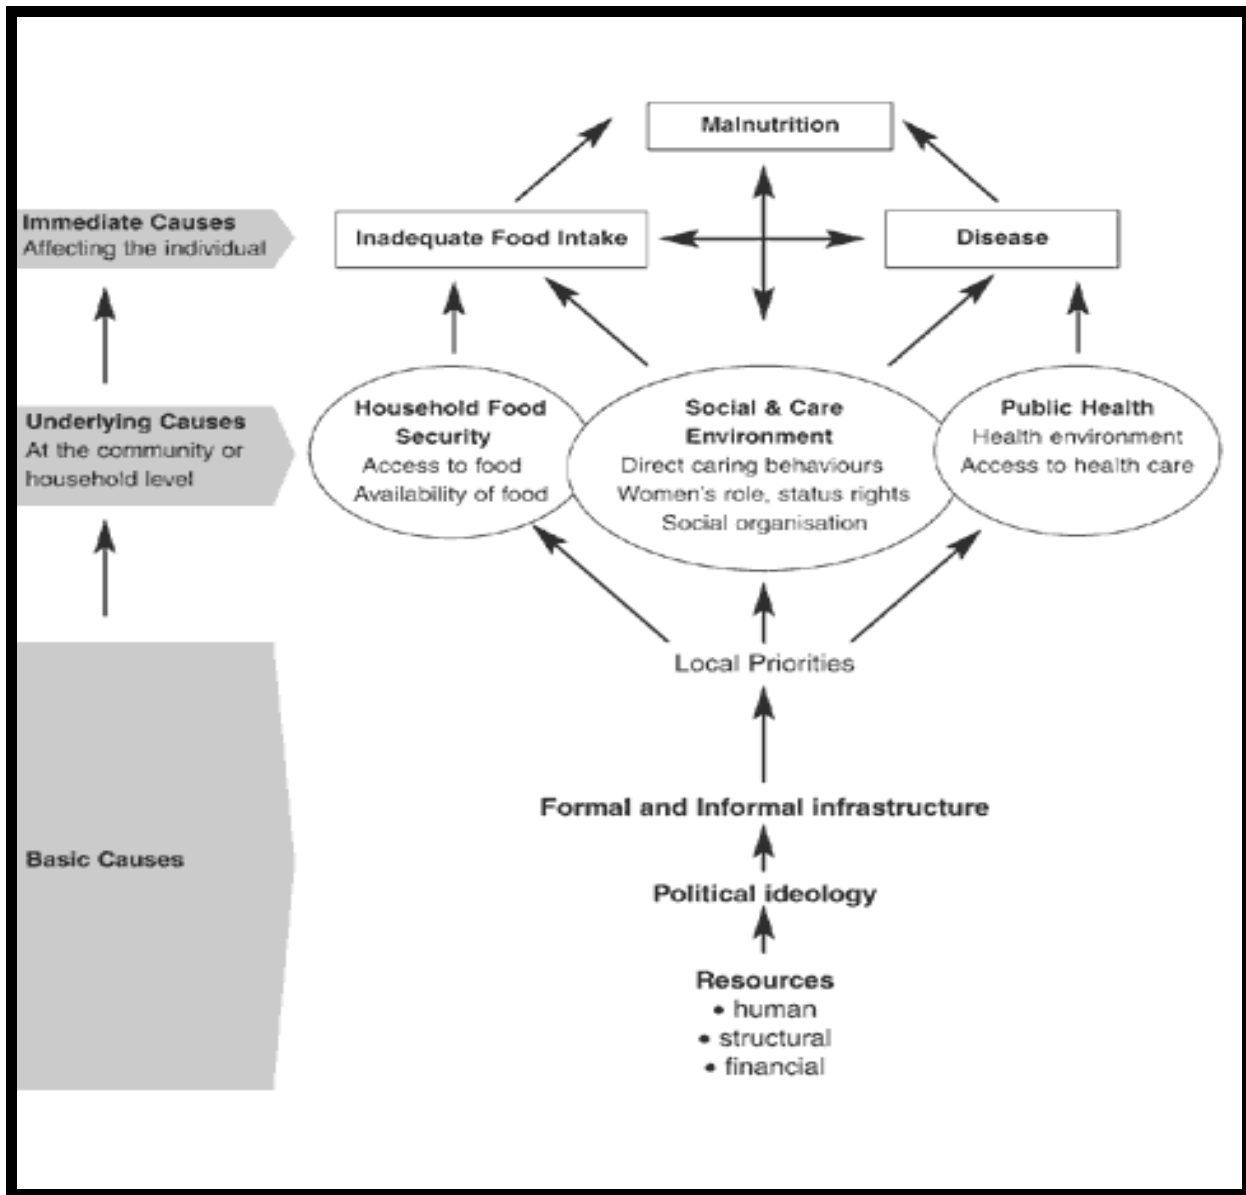 Malnutrition
Immediate Causes
Affecting the individual
Inadequate Food Intake
Disease
Underlying Causes
At the community or
household level
Household Food
Security
Access to food
Availability of food
Social & Care
Environment
Direct caring behaviours
Women's role, status rights
Social organisation
Public Health
Health environment
Access to health care
Local Priorities
Formal and Informal infrastructure
Basic Causes
Political ideology
Resources
• human
• structural
• financial